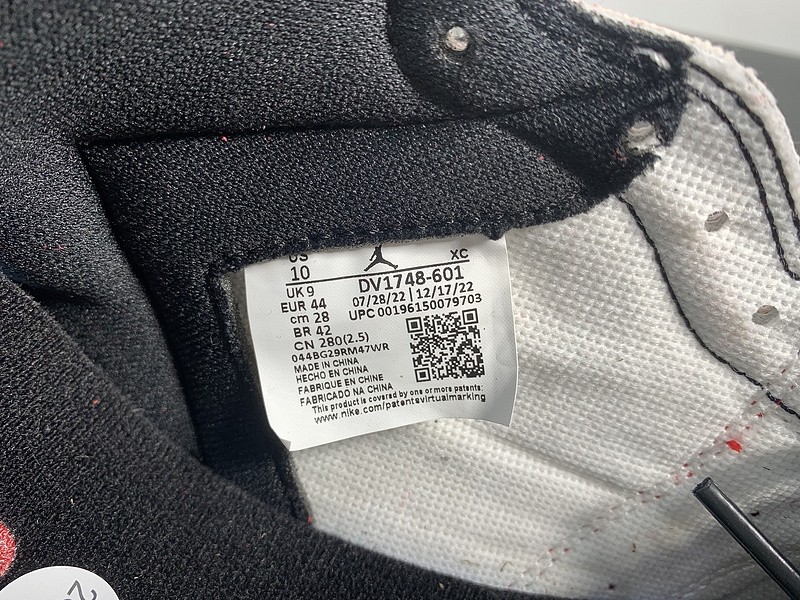 US
10
XC
UK 9
DV1748-601
EUR 44
07/28/22 | 12/17/22
cm 28
UPC 00196150079703
BR 42
CN 280(2.5)
044BG29RM47WR
MADE IN CHINA
HECHO EN CHINA
FABRIQUE EN CHINE
FABRICADO NA CHINA
This product is covered by one or more patents:
www.nike.com/patentsvirtualmarking